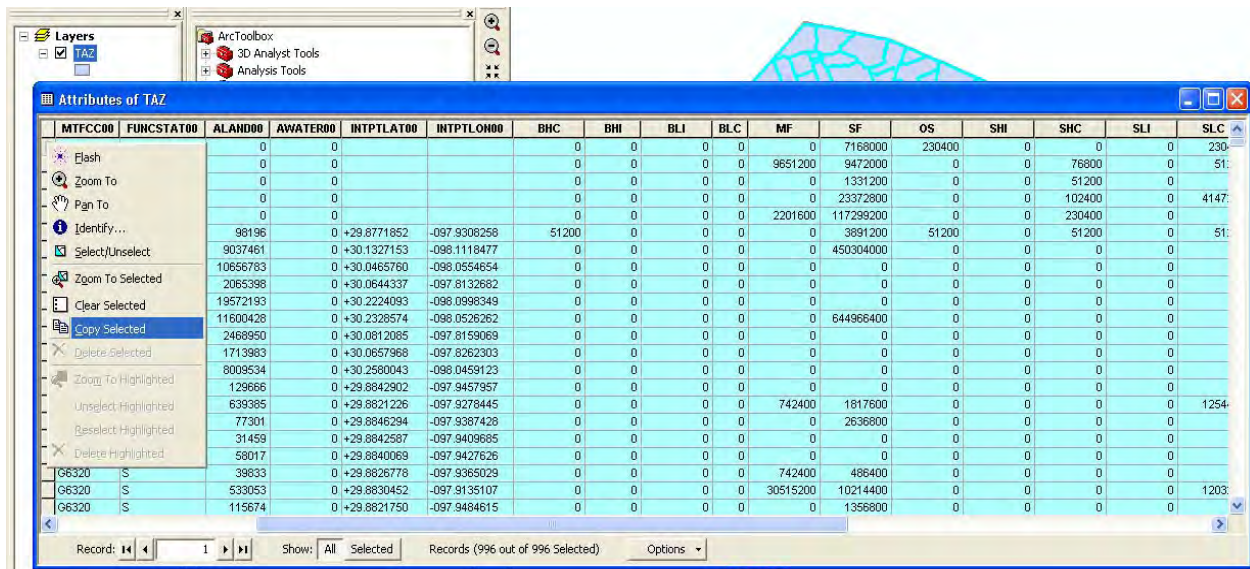 Layers
TAZ
ArcToolbox
3D Analyst Tools
Analysis Tools
Attributes of TAZ
MTFCC00 FUNCSTAT00 ALAND00 AWATER00 INTPTLAT00 INTPTLON00 BHC BHI BLI BLC MF SF OS SHI SHC SLI SLC
Flash
Zoom To
Pan To
Identify...
Select/Unselect
Zoom To Selected
Clear Selected
Copy Selected
Delete Selected
Zoom To Highlighted
Unselect Highlighted
Reselect Highlighted
Delete Highlighted
0 0 0 0 0 0 0 7168000 230400 0 0 0
0 0 0 0 0 0 9651200 9472000 0 0 76800 0
0 0 0 0 0 0 0 1331200 0 0 51200 0
0 0 0 0 0 0 0 23372800 0 0 102400 0
0 0 0 0 0 0 2201600 117299200 0 0 230400 0
98196 0 +29.8771852 -097.9308258 51200 0 0 0 0 3891200 51200 0 51200 0
9037461 0 +30.1327153 -098.1118477 0 0 0 0 0 450304000 0 0 0 0
10656783 0 +30.0465760 -098.0554654 0 0 0 0 0 0 0 0 0 0
2065398 0 +30.0644337 -097.8132682 0 0 0 0 0 0 0 0 0 0
19572193 0 +30.2224093 -098.0998349 0 0 0 0 0 0 0 0 0 0
11600428 0 +30.2328574 -098.0526262 0 0 0 0 0 644966400 0 0 0 0
2468950 0 +30.0812085 -097.8159069 0 0 0 0 0 0 0 0 0 0
1713983 0 +30.0657968 -097.8262303 0 0 0 0 0 0 0 0 0 0
8009534 0 +30.2580043 -098.0459123 0 0 0 0 0 0 0 0 0 0
129666 0 +29.8842902 -097.9457957 0 0 0 0 0 0 0 0 0 0
639385 0 +29.8821226 -097.9278445 0 0 0 0 742400 1817600 0 0 0 0
77301 0 +29.8846294 -097.9387428 0 0 0 0 0 2636800 0 0 0 0
31459 0 +29.8842587 -097.9409685 0 0 0 0 0 0 0 0 0 0
58017 0 +29.8840069 -097.9427626 0 0 0 0 0 0 0 0 0 0
G6320 S 39833 0 +29.8826778 -097.9365029 0 0 0 0 742400 486400 0 0 0 0
G6320 S 533053 0 +29.8830452 -097.9135107 0 0 0 0 30515200 10214400 0 0 0 0
G6320 S 115674 0 +29.8821750 -097.9484615 0 0 0 0 0 1356800 0 0 0 0
Record: 1 Show: All Selected Records (996 out of 996 Selected) Options